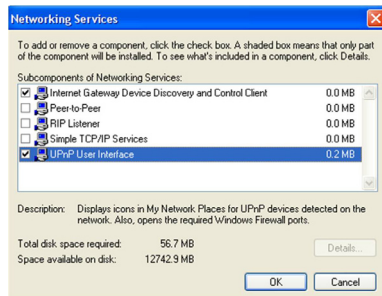 Networking Services
To add or remove a component, click the check box. A shaded box means that only part
of the component will be installed. To see what's included in a component, click Details.
Subcomponents of Networking Services:
Internet Gateway Device Discovery and Control Client 0.0 MB
Peer-to-Peer 0.0 MB
RIP Listener 0.0 MB
Simple TCP/IP Services 0.0 MB
UPnP User Interface 0.2 MB
Description: Displays icons in My Network Places for UPnP devices detected on the
network. Also, opens the required Windows Firewall ports.
Total disk space required: 56.7 MB
Space available on disk: 12742.9 MB
Details...
OK Cancel